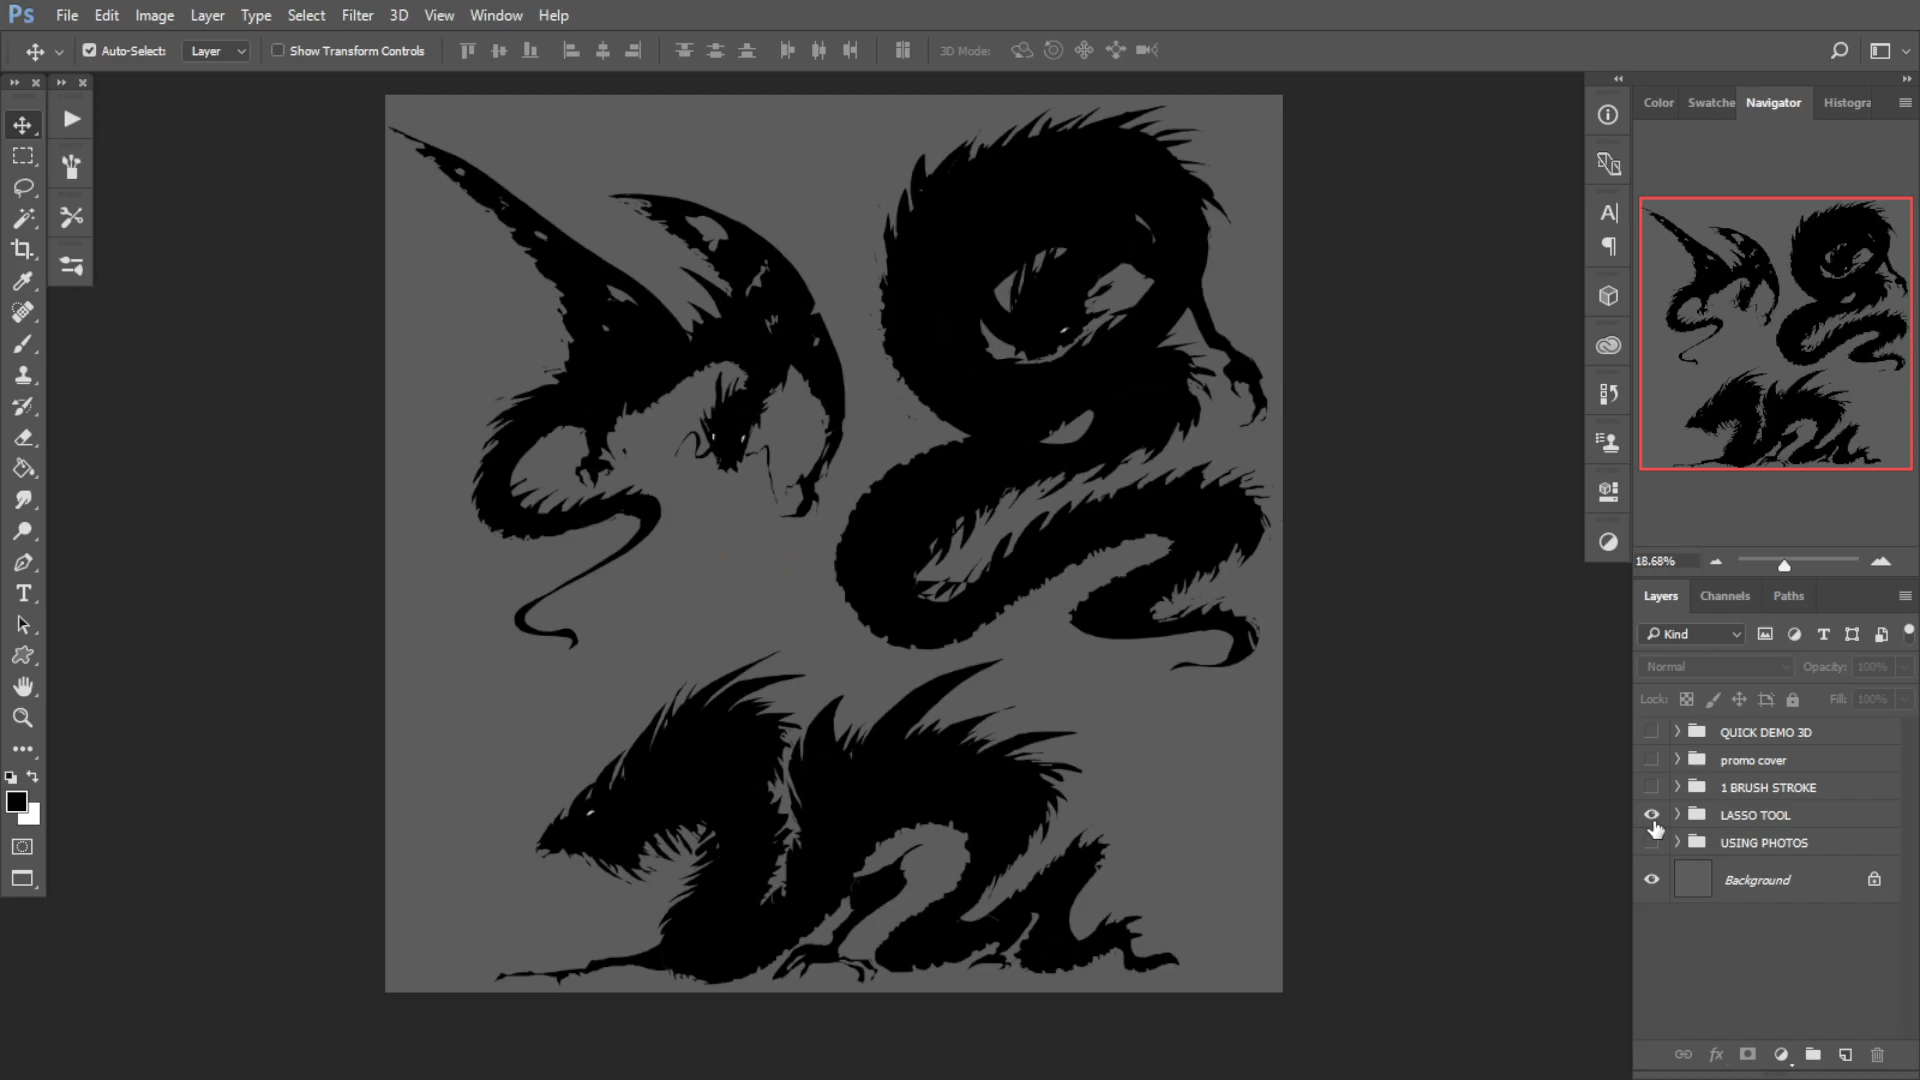 Ps File Edit Image Layer Type Select Filter 3D View Window Help
Auto-Select: Layer Show Transform Controls 3D Mode:
Color Swatche Navigator Histogra
18.68%
Layers Channels Paths
Kind
Normal Opacity: 100%
Lock: Fill: 100%
QUICK DEMO 3D
promo cover
1 BRUSH STROKE
LASSO TOOL
USING PHOTOS
Background